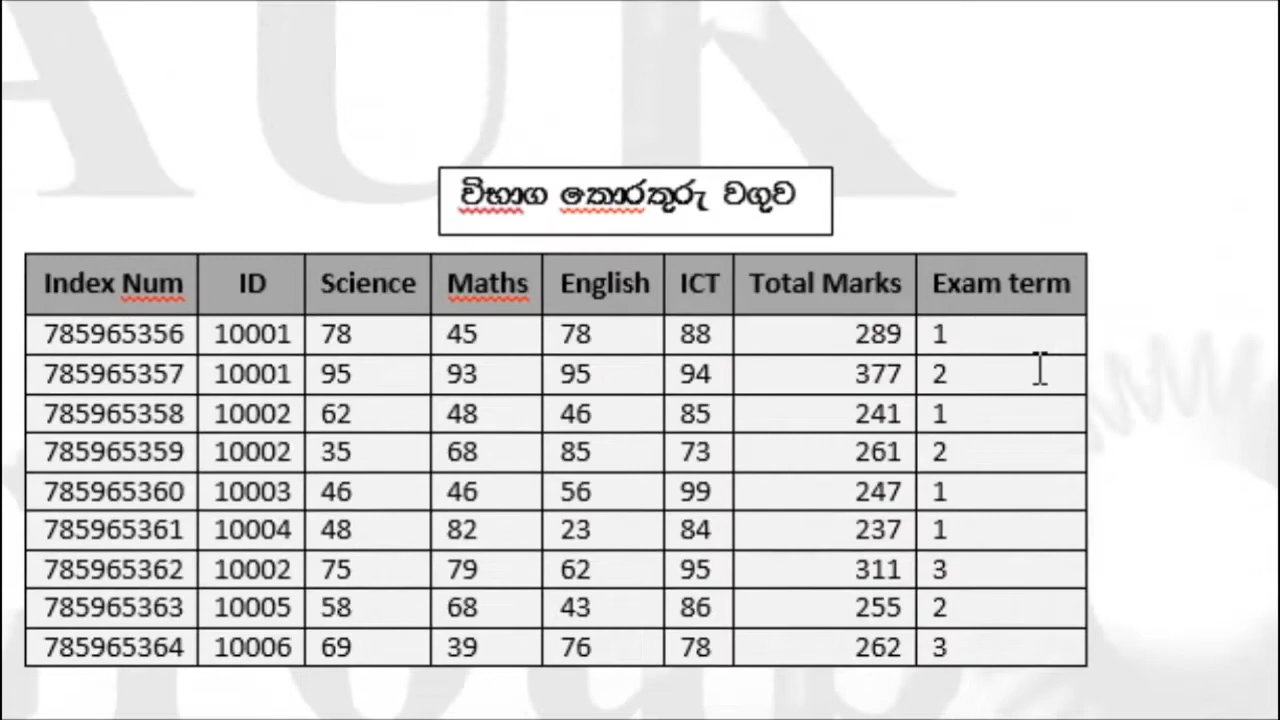 AUK
විභාග තොරතුරු වගුව
Index Num ID Science Maths English ICT Total Marks Exam term
785965356 10001 78 45 78 88 289 1
785965357 10001 95 93 95 94 377 2
785965358 10002 62 48 46 85 241 1
785965359 10002 35 68 85 73 261 2
785965360 10003 46 46 56 99 247 1
785965361 10004 48 82 23 84 237 1
785965362 10002 75 79 62 95 311 3
785965363 10005 58 68 43 86 255 2
785965364 10006 69 39 76 78 262 3